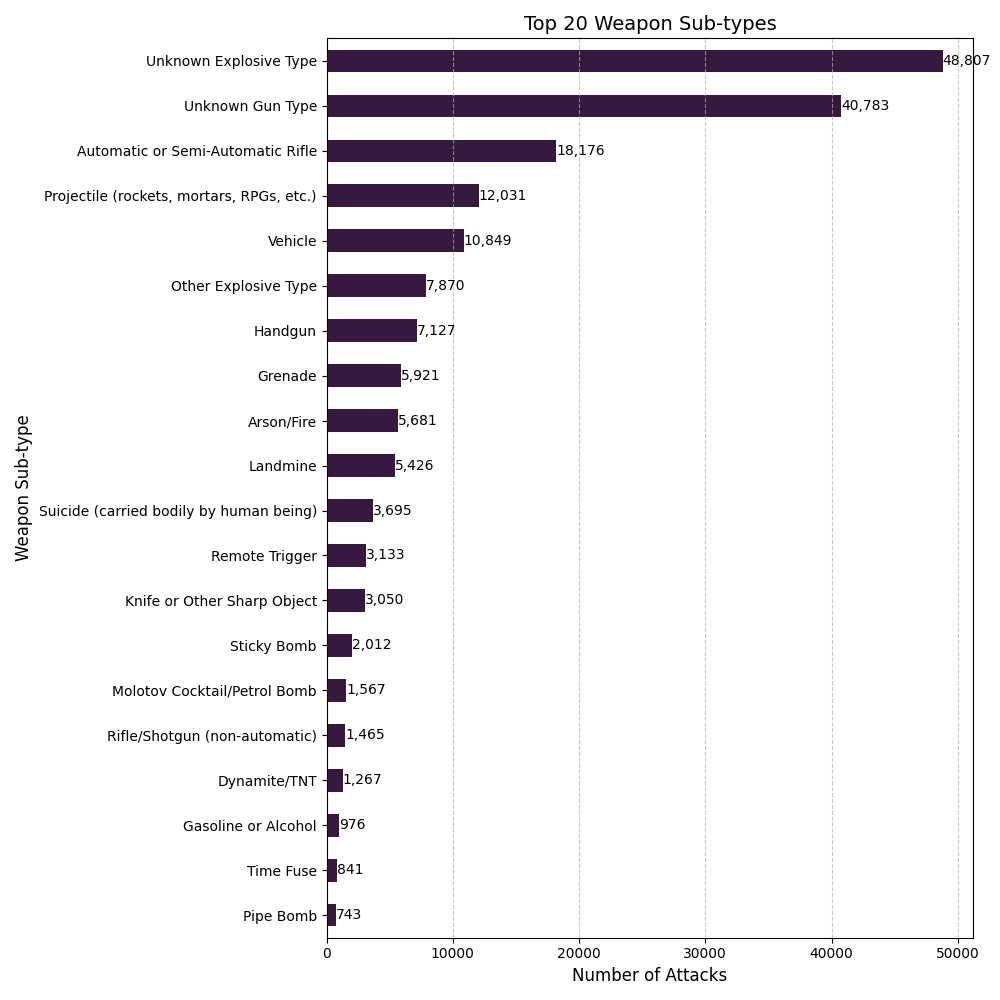 Top 20 Weapon Sub-types
Unknown Explosive Type 48,807
Unknown Gun Type 40,783
Automatic or Semi-Automatic Rifle 18,176
Projectile (rockets, mortars, RPGs, etc.) 12,031
Vehicle 10,849
Other Explosive Type 7,870
Handgun 7,127
Grenade 5,921
Arson/Fire 5,681
Landmine 5,426
Suicide (carried bodily by human being) 3,695
Remote Trigger 3,133
Knife or Other Sharp Object 3,050
Sticky Bomb 2,012
Molotov Cocktail/Petrol Bomb 1,567
Rifle/Shotgun (non-automatic) 1,465
Dynamite/TNT 1,267
Gasoline or Alcohol 976
Time Fuse 841
Pipe Bomb 743
0 10000 20000 30000 40000 50000
Number of Attacks
Weapon Sub-type